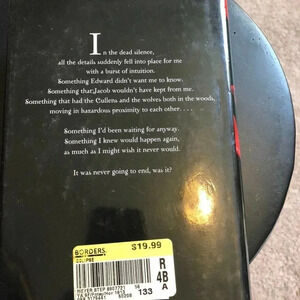 In the dead silence,
all the details suddenly fell into place for me
with a burst of intuition.
Something Edward didn't want me to know.
Something that Jacob wouldn't have kept from me.
Something that had the Cullens and the wolves both in the woods,
moving in hazardous proximity to each other. . . .
Something I'd been waiting for anyway.
Something I knew would happen again,
as much as I might wish it never would.
It was never going to end, was it?
BORDERS.
$19.99
R
4B
A
133